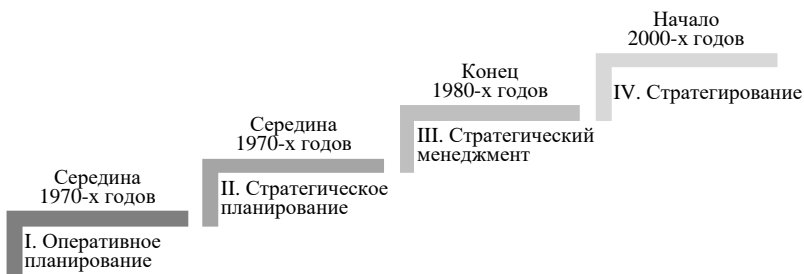 Середина
1970-х годов
I. Оперативное
планирование
Середина
1970-х годов
II. Стратегическое
планирование
Конец
1980-х годов
III. Стратегический
менеджмент
Начало
2000-х годов
IV. Стратегирование